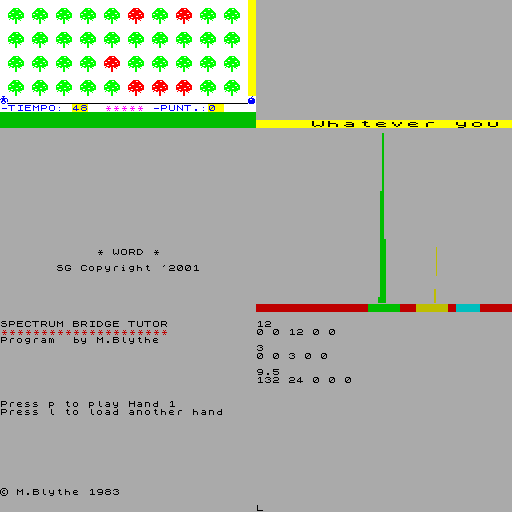 -TIEMPO: 48 ***** -PUNT.:0
Whatever you
* WORD *
SG Copyright ´2001
SPECTRUM BRIDGE TUTOR
*********************
Program by M.Blythe
Press p to play Hand 1
Press l to load another hand
© M.Blythe 1983
12
0 0 12 0 0
3
0 0 3 0 0
9.5
132 24 0 0 0
L